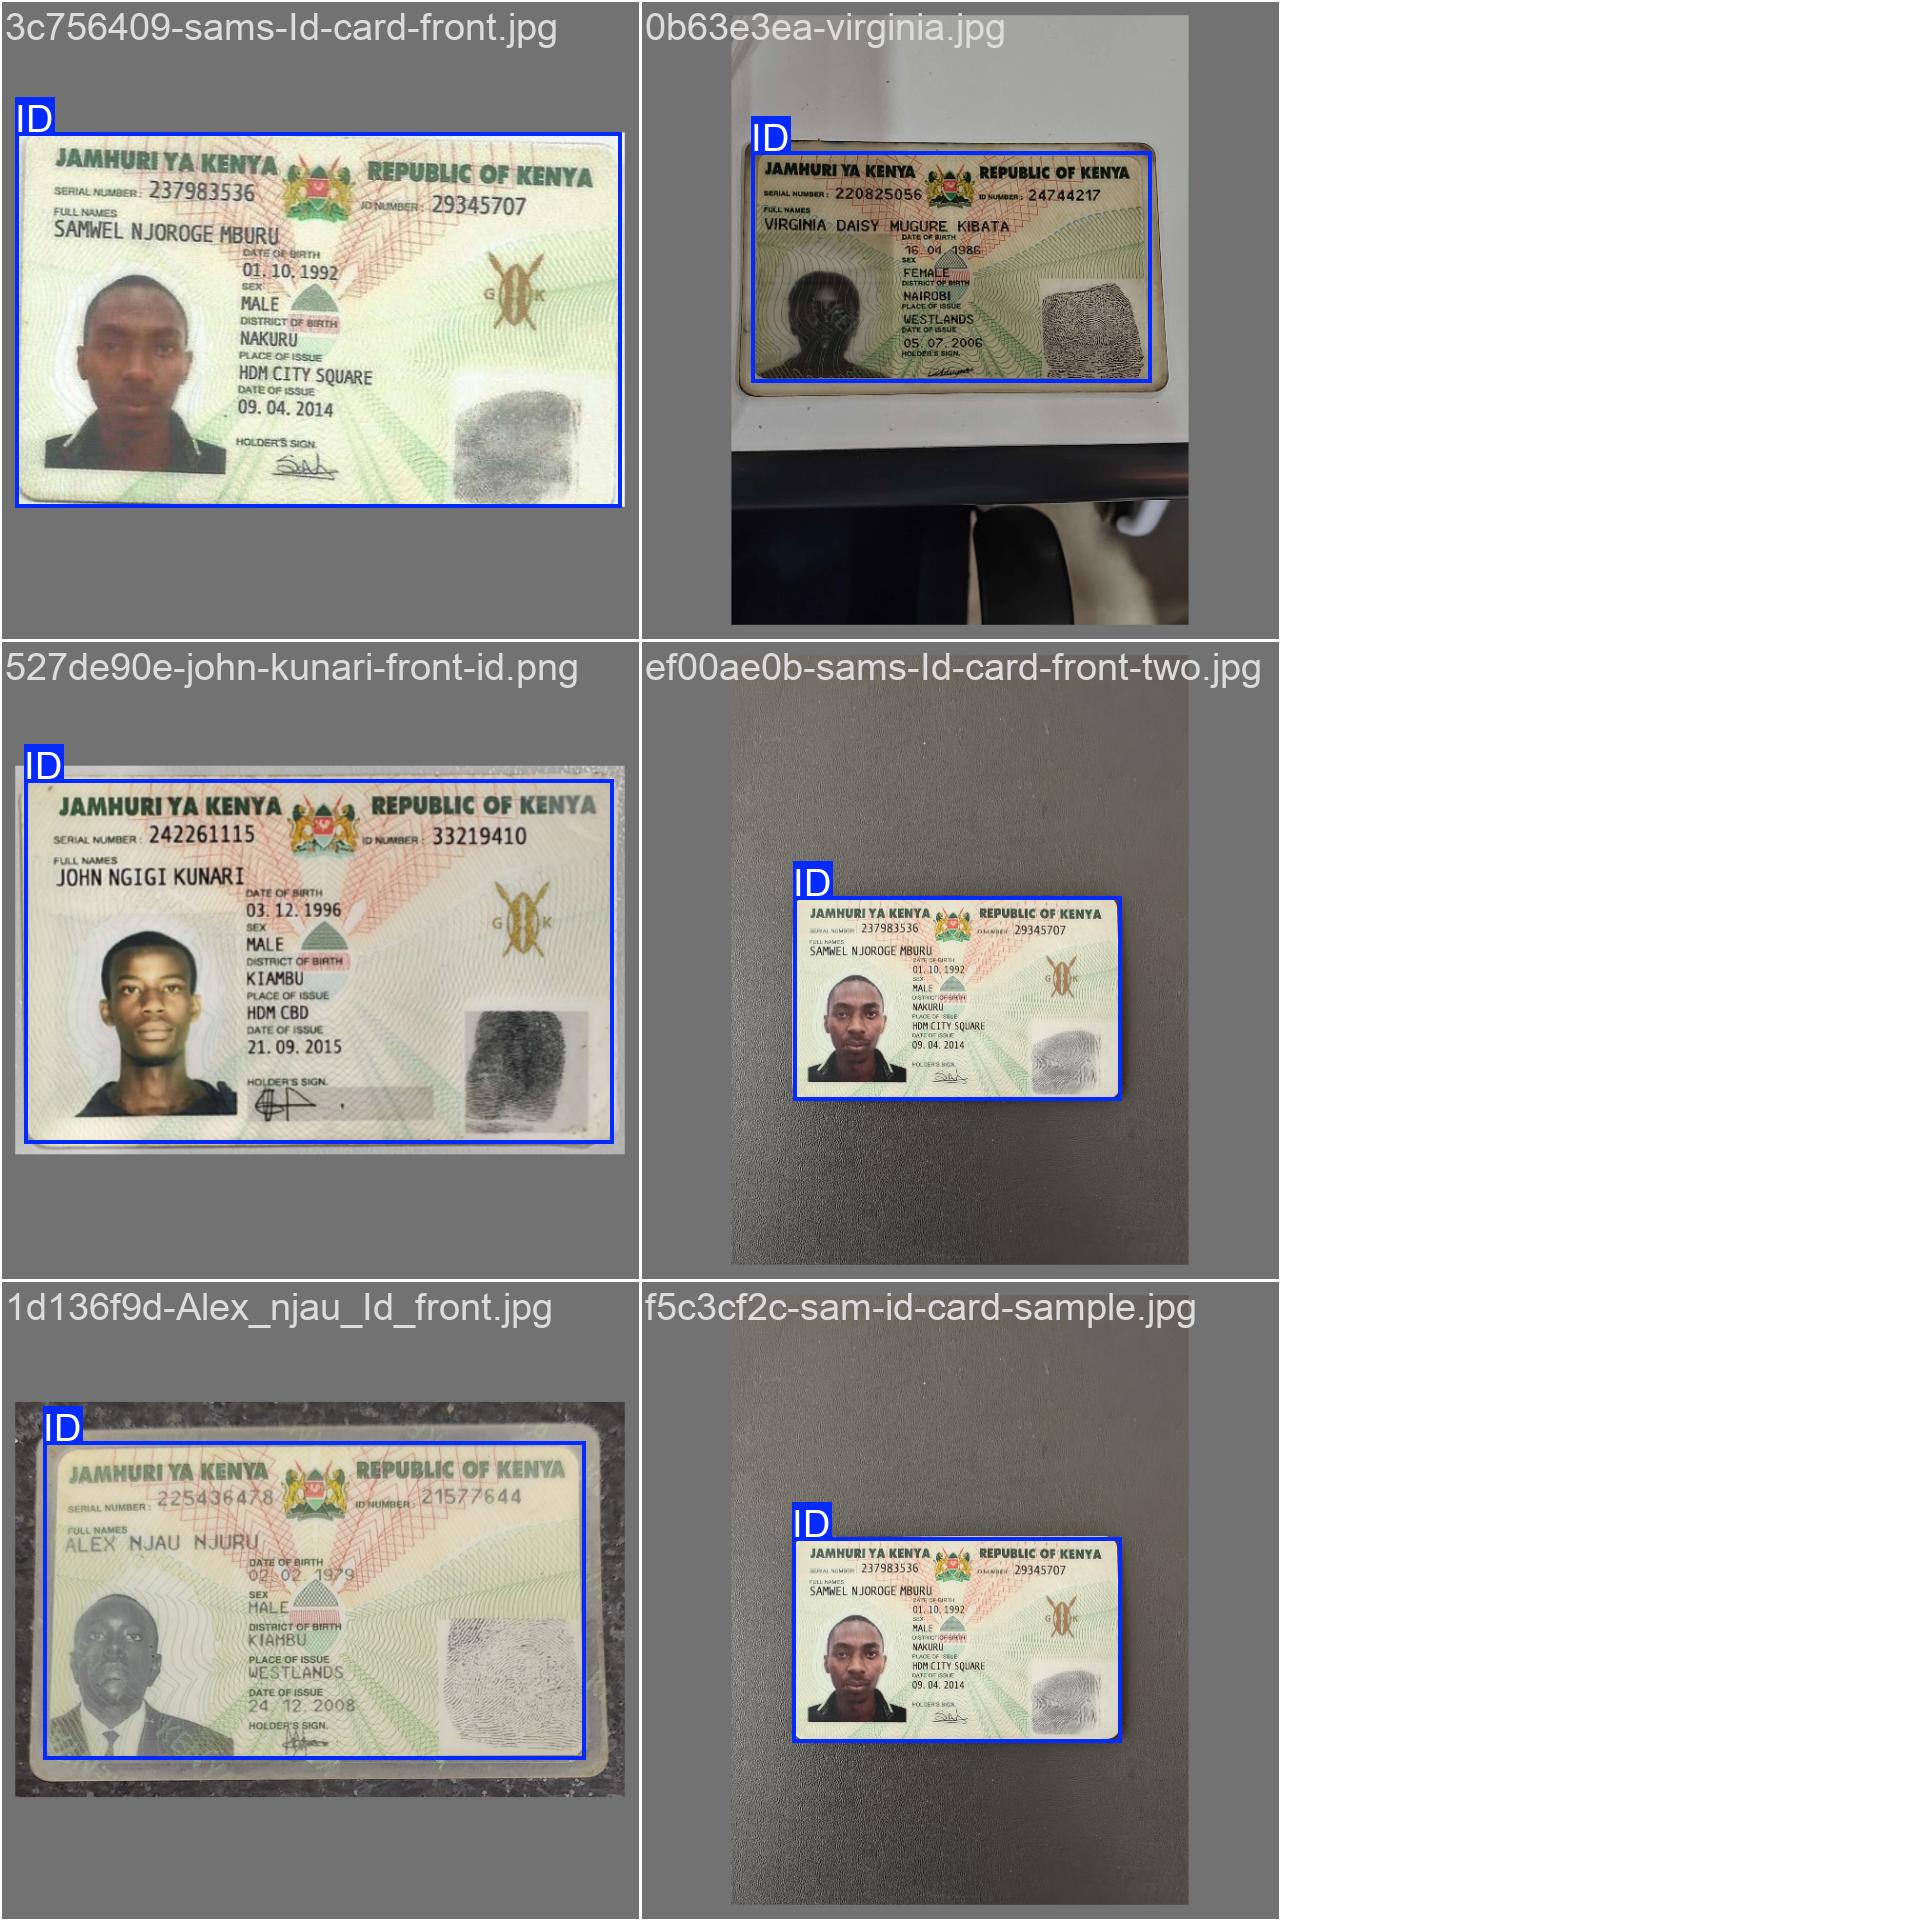 3c756409-sams-Id-card-front.jpg
ID
JAMHURI YA KENYA REPUBLIC OF KENYA
SERIAL NUMBER: 237983536 ID NUMBER: 29345707
FULL NAMES
SAMWEL NJOROGE MBURU
DATE OF BIRTH
01. 10. 1992
SEX
MALE
G K
DISTRICT OF BIRTH
NAKURU
PLACE OF ISSUE
HDM CITY SQUARE
DATE OF ISSUE
09. 04. 2014
HOLDER'S SIGN.
0b63e3ea-virginia.jpg
ID
JAMHURI YA KENYA REPUBLIC OF KENYA
SERIAL NUMBER: 220825056 ID NUMBER: 24744217
FULL NAMES
VIRGINIA DAISY MUGURE KIBATA
DATE OF BIRTH
16. 04. 1986
SEX
FEMALE
DISTRICT OF BIRTH
NAIROBI
PLACE OF ISSUE
WESTLANDS
DATE OF ISSUE
05. 07. 2006
HOLDER'S SIGN.
527de90e-john-kunari-front-id.png
ID
JAMHURI YA KENYA REPUBLIC OF KENYA
SERIAL NUMBER: 242261115 ID NUMBER: 33219410
FULL NAMES
JOHN NGIGI KUNARI
DATE OF BIRTH
03. 12. 1996
SEX
MALE
G K
DISTRICT OF BIRTH
KIAMBU
PLACE OF ISSUE
HDM CBD
DATE OF ISSUE
21. 09. 2015
HOLDER'S SIGN.
ef00ae0b-sams-Id-card-front-two.jpg
ID
JAMHURI YA KENYA REPUBLIC OF KENYA
SERIAL NUMBER: 237983536 ID NUMBER: 29345707
FULL NAMES
SAMWEL NJOROGE MBURU
DATE OF BIRTH
01. 10. 1992
SEX
MALE
G K
DISTRICT OF BIRTH
NAKURU
PLACE OF ISSUE
HDM CITY SQUARE
DATE OF ISSUE
09. 04. 2014
HOLDER'S SIGN.
1d136f9d-Alex_njau_Id_front.jpg
ID
JAMHURI YA KENYA REPUBLIC OF KENYA
SERIAL NUMBER: 225436478 ID NUMBER: 21577644
FULL NAMES
ALEX NJAU NJURU
DATE OF BIRTH
02. 02. 1979
SEX
MALE
DISTRICT OF BIRTH
KIAMBU
PLACE OF ISSUE
WESTLANDS
DATE OF ISSUE
24. 12. 2008
HOLDER'S SIGN.
f5c3cf2c-sam-id-card-sample.jpg
ID
JAMHURI YA KENYA REPUBLIC OF KENYA
SERIAL NUMBER: 237983536 ID NUMBER: 29345707
FULL NAMES
SAMWEL NJOROGE MBURU
DATE OF BIRTH
01. 10. 1992
SEX
MALE
G K
DISTRICT OF BIRTH
NAKURU
PLACE OF ISSUE
HDM CITY SQUARE
DATE OF ISSUE
09. 04. 2014
HOLDER'S SIGN.